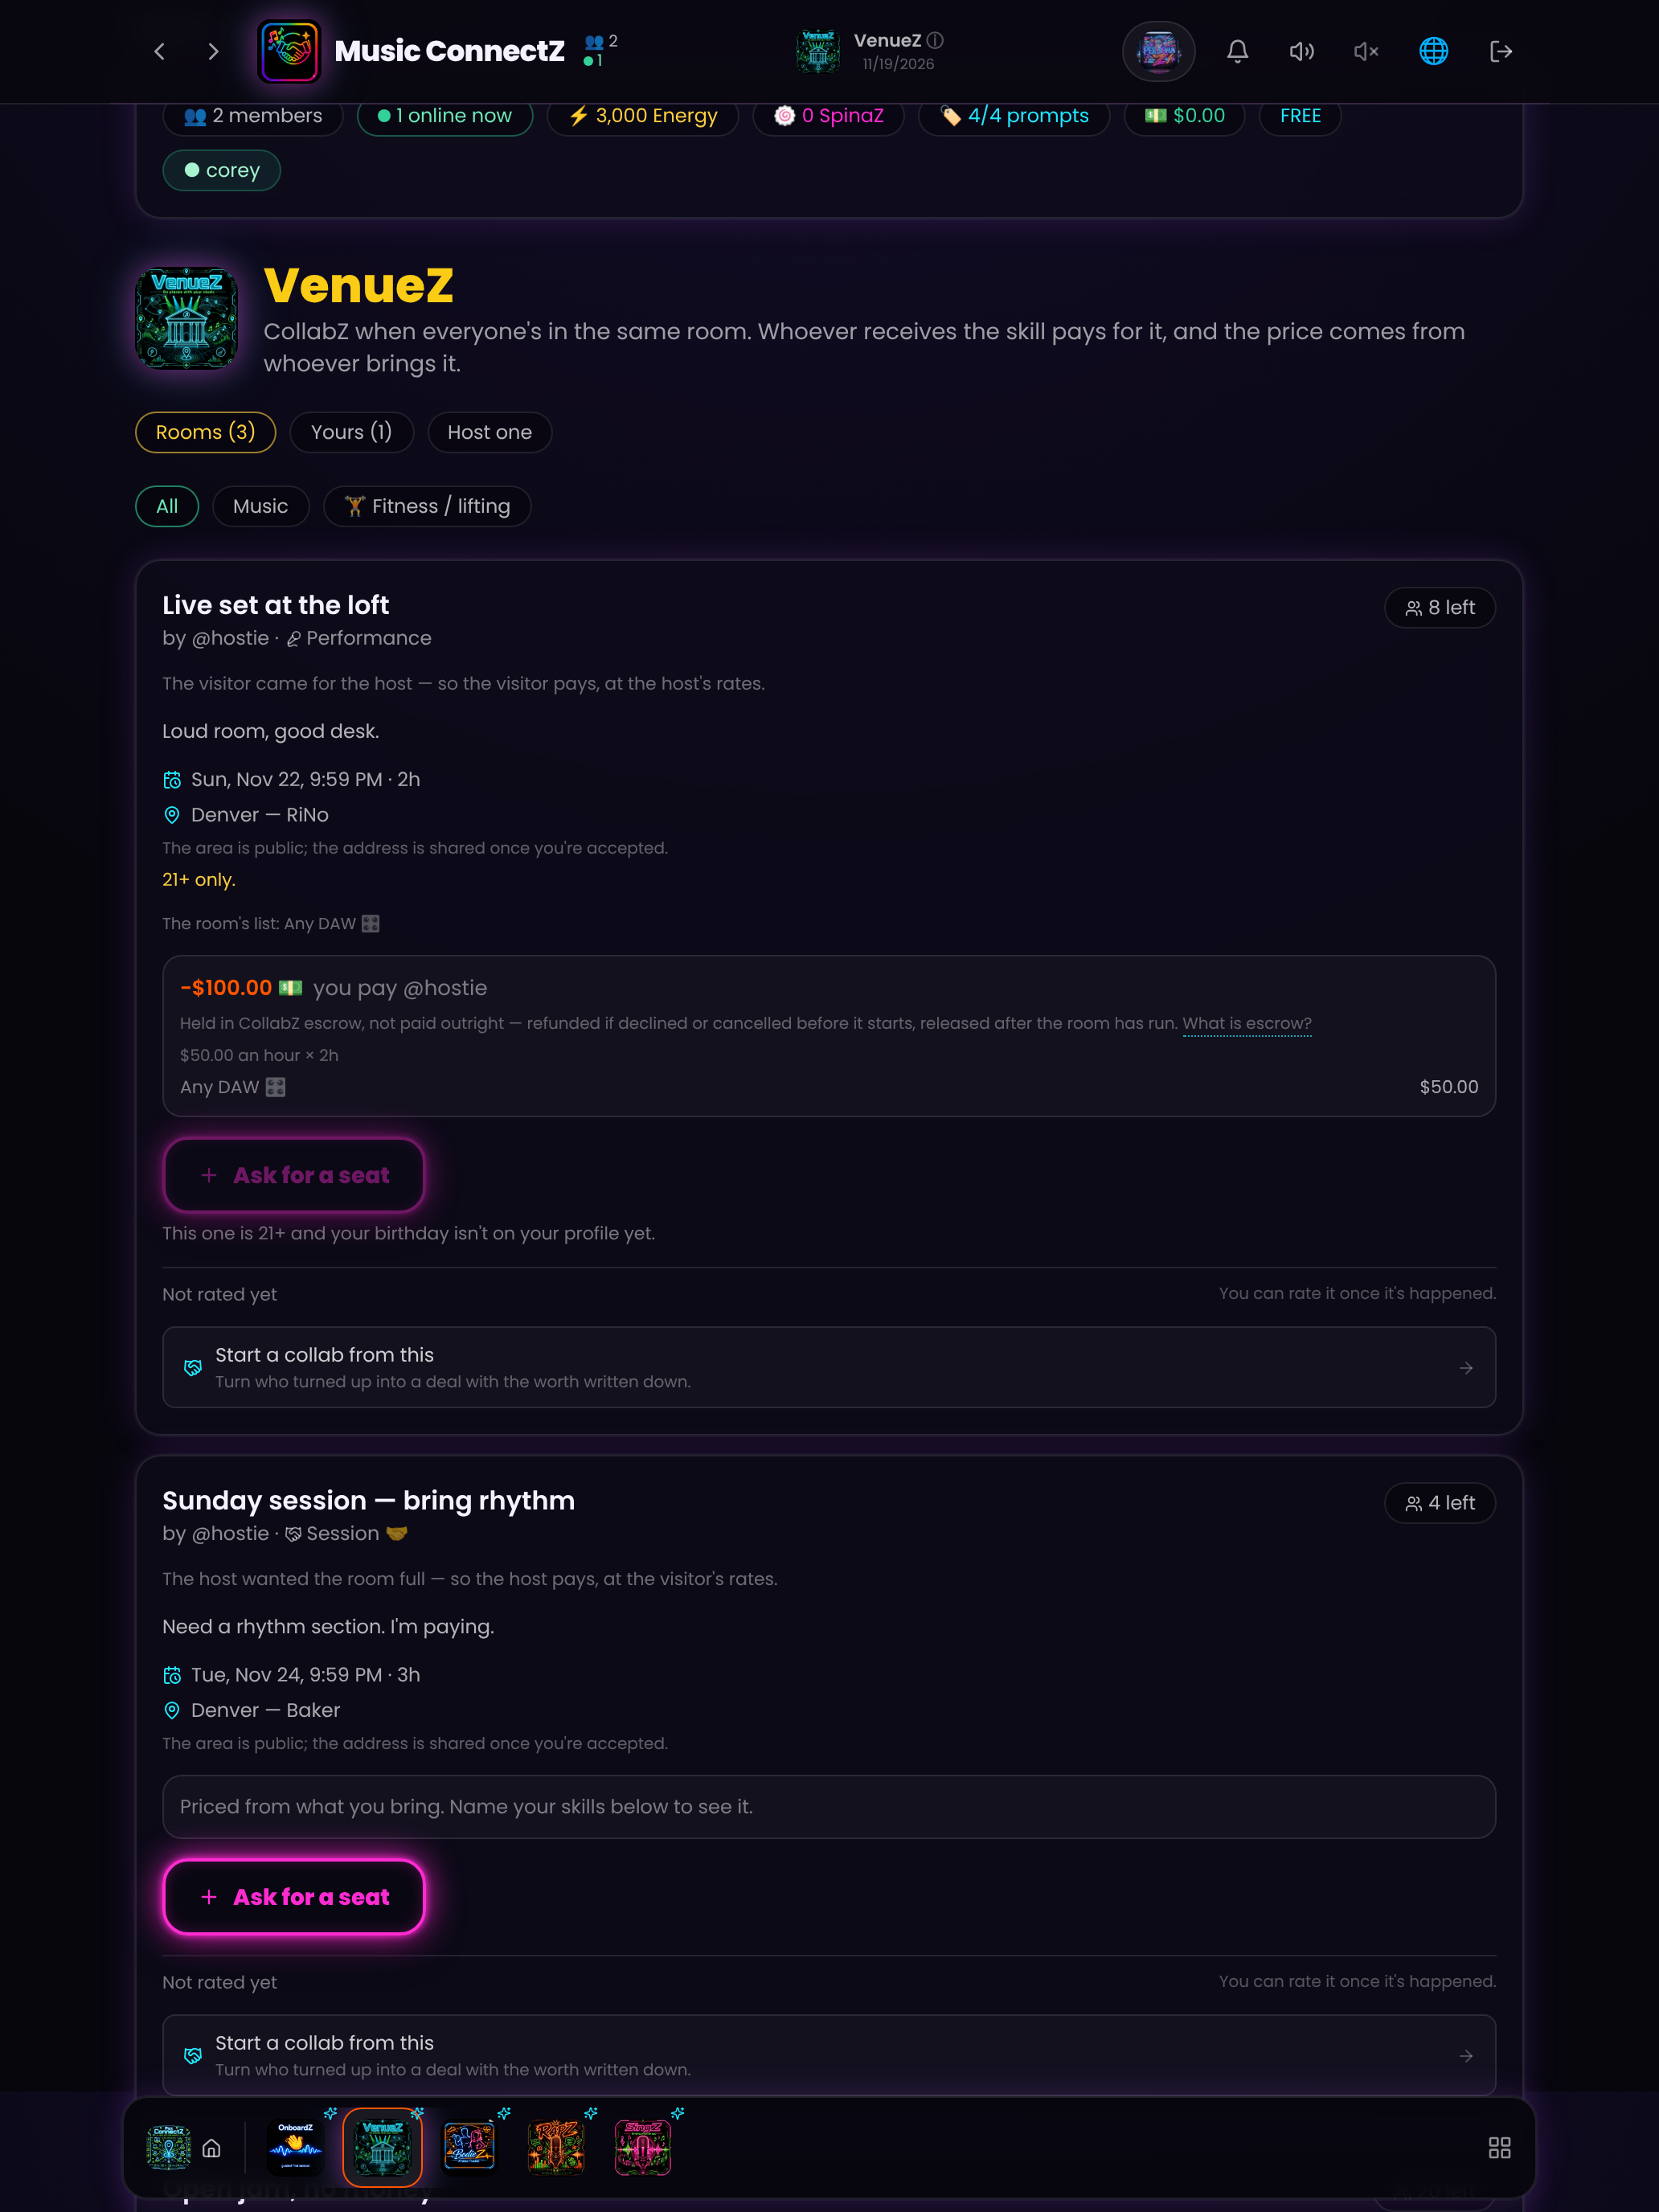 Music ConnectZ
2
1
VenueZ
VenueZ
11/19/2026
2 members
1 online now
3,000 Energy
0 SpinaZ
4/4 prompts
$0.00
FREE
corey
VenueZ
VenueZ
CollabZ when everyone's in the same room. Whoever receives the skill pays for it, and the price comes from
whoever brings it.
Rooms (3)
Yours (1)
Host one
All
Music
Fitness / lifting
Live set at the loft
8 left
by @hostie · Performance
The visitor came for the host — so the visitor pays, at the host's rates.
Loud room, good desk.
Sun, Nov 22, 9:59 PM · 2h
Denver — RiNo
The area is public; the address is shared once you're accepted.
21+ only.
The room's list: Any DAW
-$100.00 you pay @hostie
Held in CollabZ escrow, not paid outright — refunded if declined or cancelled before it starts, released after the room has run. What is escrow?
$50.00 an hour × 2h
Any DAW
$50.00
+ Ask for a seat
This one is 21+ and your birthday isn't on your profile yet.
Not rated yet
You can rate it once it's happened.
Start a collab from this
Turn who turned up into a deal with the worth written down.
Sunday session — bring rhythm
4 left
by @hostie · Session
The host wanted the room full — so the host pays, at the visitor's rates.
Need a rhythm section. I'm paying.
Tue, Nov 24, 9:59 PM · 3h
Denver — Baker
The area is public; the address is shared once you're accepted.
Priced from what you bring. Name your skills below to see it.
+ Ask for a seat
Not rated yet
You can rate it once it's happened.
Start a collab from this
Turn who turned up into a deal with the worth written down.
ConnectZ
OnboardZ
VenueZ
BodieZ
SingZ
Open jam, no money